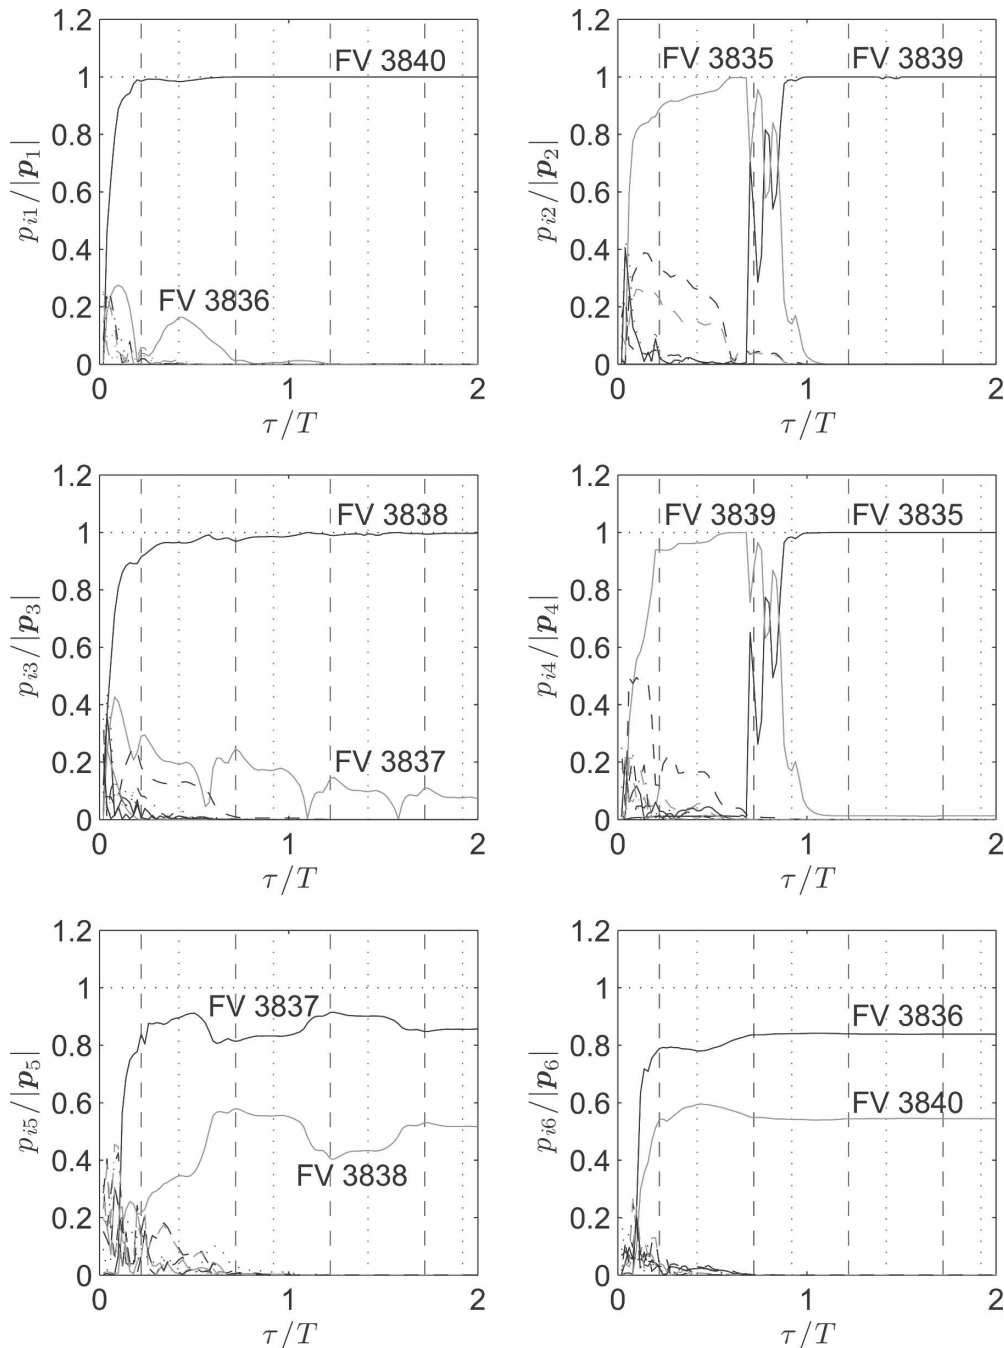 1.2
1
0.8
0.6
0.4
0.2
0
p_{i1}/|p_1|
FV 3840
FV 3836
0 1 2
τ/T
1.2
1
0.8
0.6
0.4
0.2
0
p_{i2}/|p_2|
FV 3835 FV 3839
0 1 2
τ/T
1.2
1
0.8
0.6
0.4
0.2
0
p_{i3}/|p_3|
FV 3838
FV 3837
0 1 2
τ/T
1.2
1
0.8
0.6
0.4
0.2
0
p_{i4}/|p_4|
FV 3839 FV 3835
0 1 2
τ/T
1.2
1
0.8
0.6
0.4
0.2
0
p_{i5}/|p_5|
FV 3837
FV 3838
0 1 2
τ/T
1.2
1
0.8
0.6
0.4
0.2
0
p_{i6}/|p_6|
FV 3836
FV 3840
0 1 2
τ/T